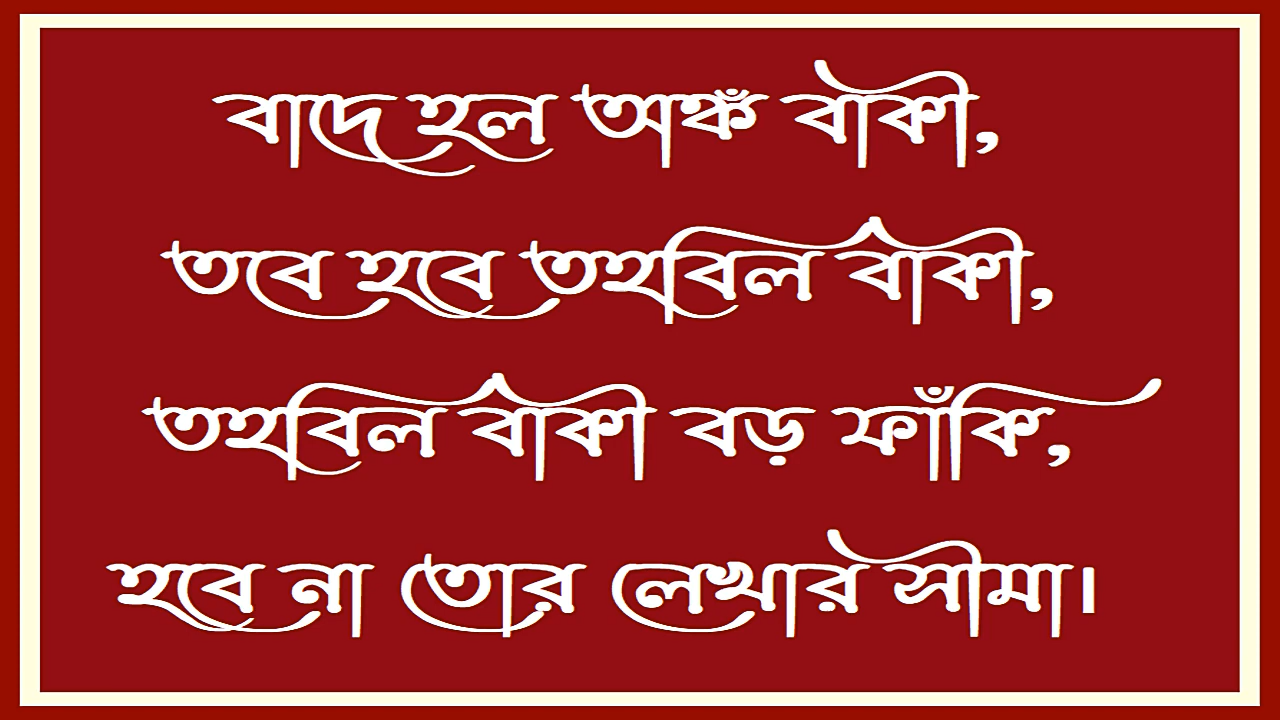 বাদে হল অঙ্কঁ বাকী,
তবে হবে তহবিল বাকী,
তহবিল বাকী বড় ফাঁকি,
হবে না তোর লেখার সীমা।